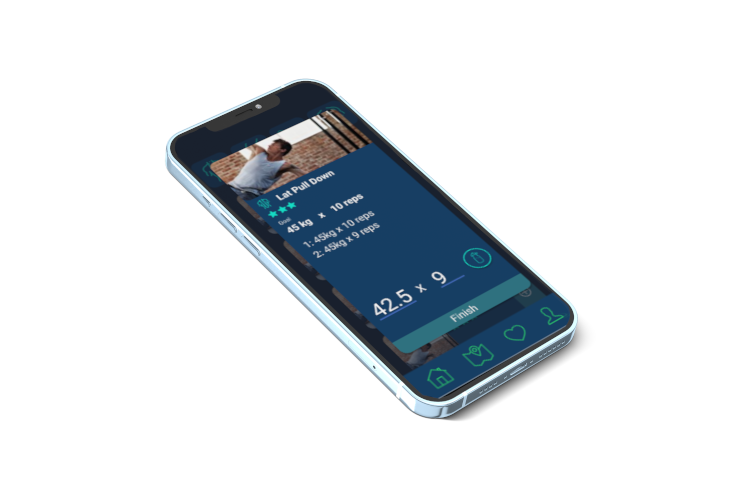 Lat Pull Down
Goal
45 kg x 10 reps
1: 45kg x 10 reps
2: 45kg x 9 reps
42.5 x 9
Finish